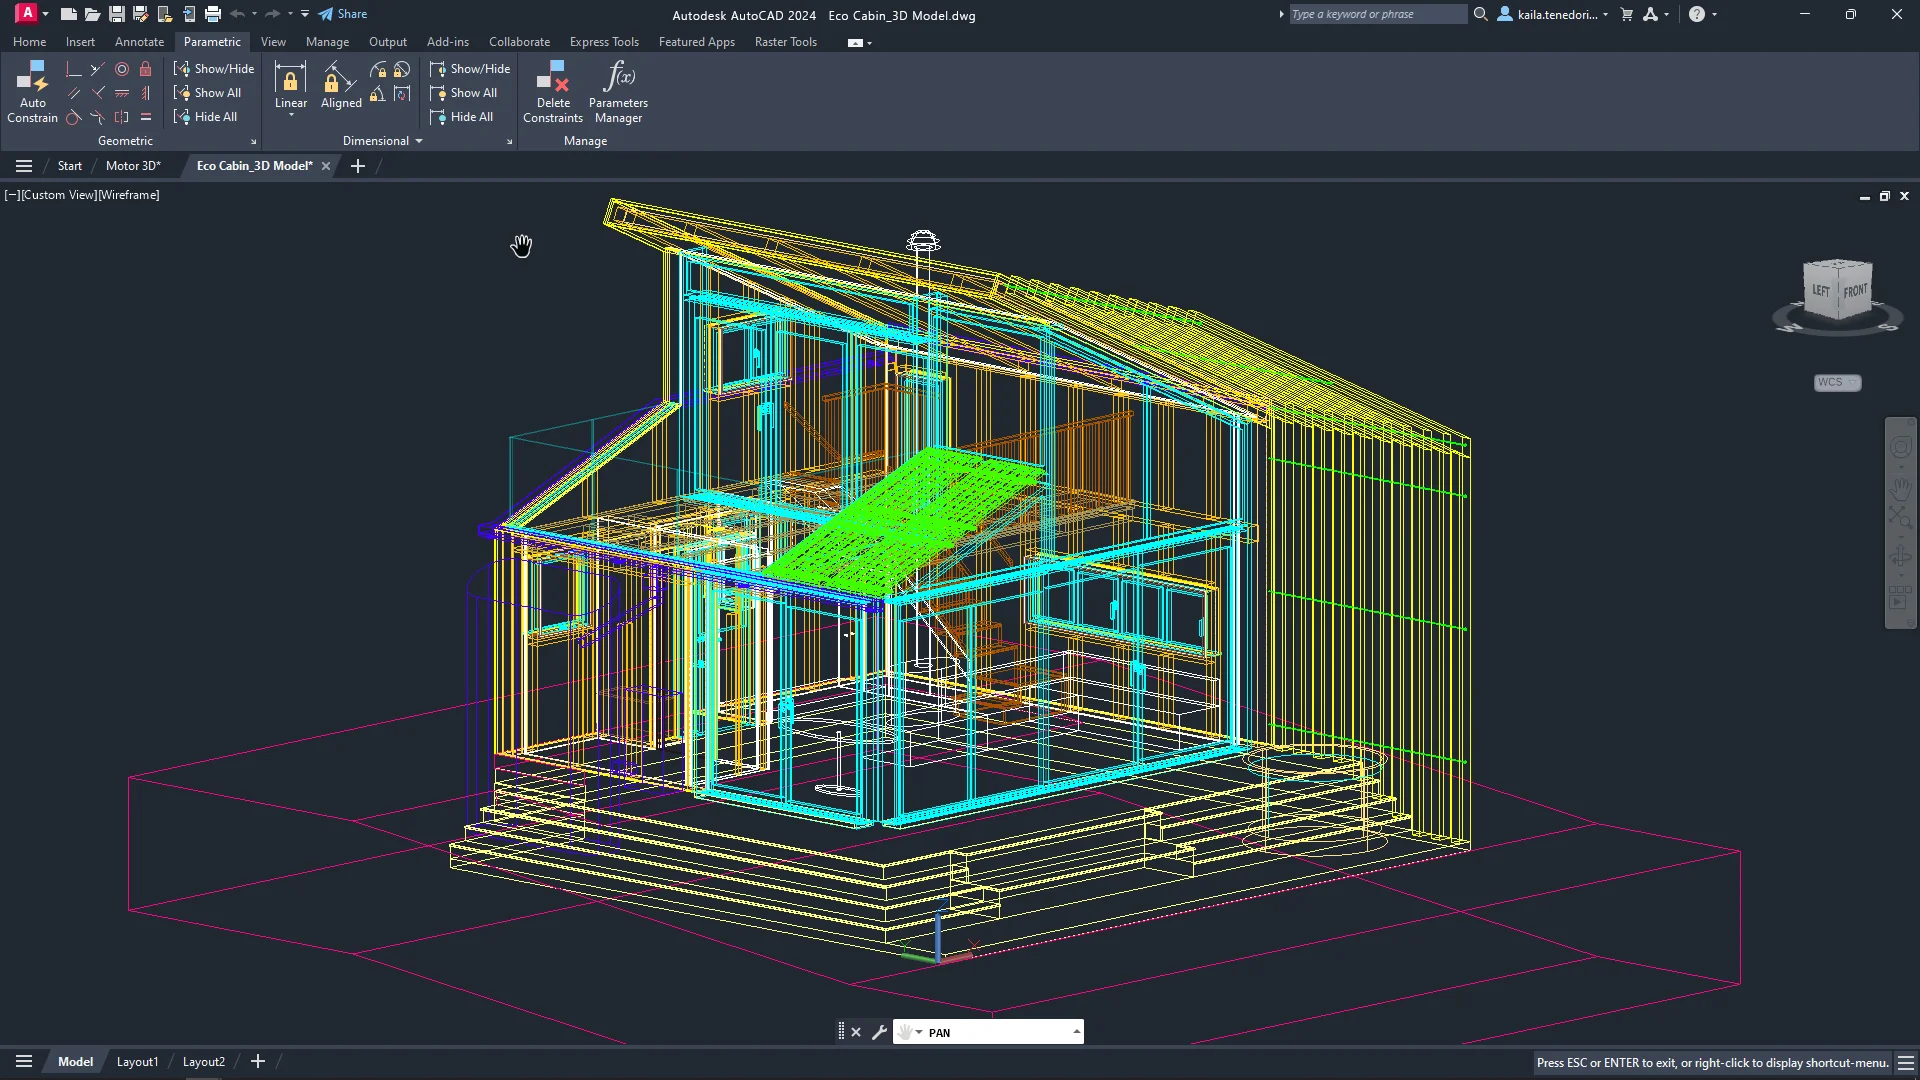 A
Share
Autodesk AutoCAD 2024 Eco Cabin_3D Model.dwg
Type a keyword or phrase
kaila.tenedori...
Home Insert Annotate Parametric View Manage Output Add-ins Collaborate Express Tools Featured Apps Raster Tools
Auto
Constrain
Show/Hide
Show All
Hide All
Geometric
Linear
Aligned
Show/Hide
Show All
Hide All
Dimensional
Delete
Constraints
f(x)
Parameters
Manager
Manage
Start
Motor 3D*
Eco Cabin_3D Model*
[−][Custom View][Wireframe]
LEFT FRONT
W S
WCS
X
PAN
Model Layout1 Layout2
Press ESC or ENTER to exit, or right-click to display shortcut-menu.